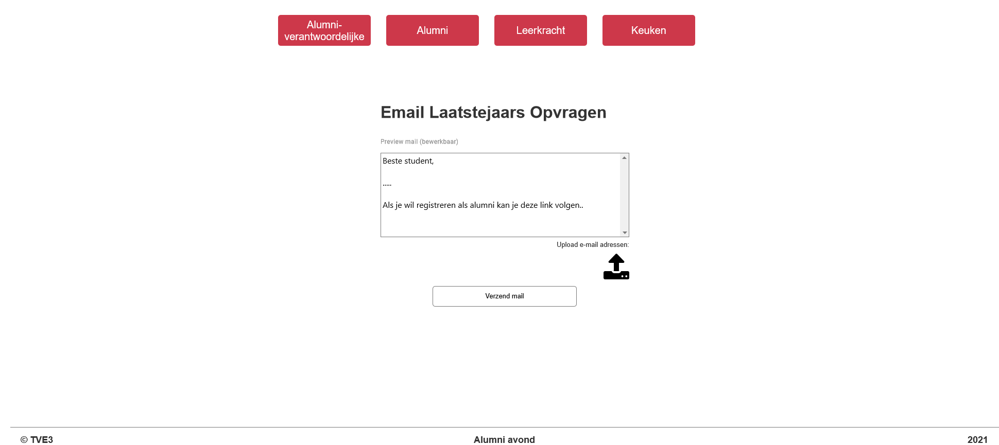 Alumni-
verantwoordelijke
Alumni
Leerkracht
Keuken
Email Laatstejaars Opvragen
Preview mail (bewerkbaar)
Beste student,
.....
Als je wil registreren als alumni kan je deze link volgen..
Upload e-mail adressen:
Verzend mail
© TVE3
Alumni avond
2021